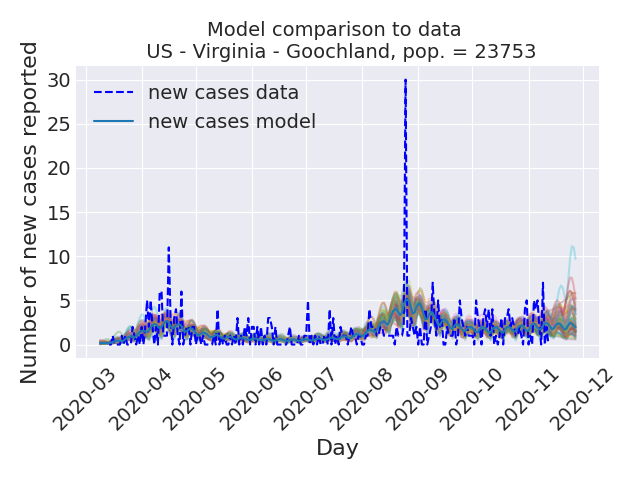 Model comparison to data
US - Virginia - Goochland, pop. = 23753
Number of new cases reported
30
25
20
15
10
5
0
new cases data
new cases model
2020-03
2020-04
2020-05
2020-06
2020-07
2020-08
2020-09
2020-10
2020-11
2020-12
Day